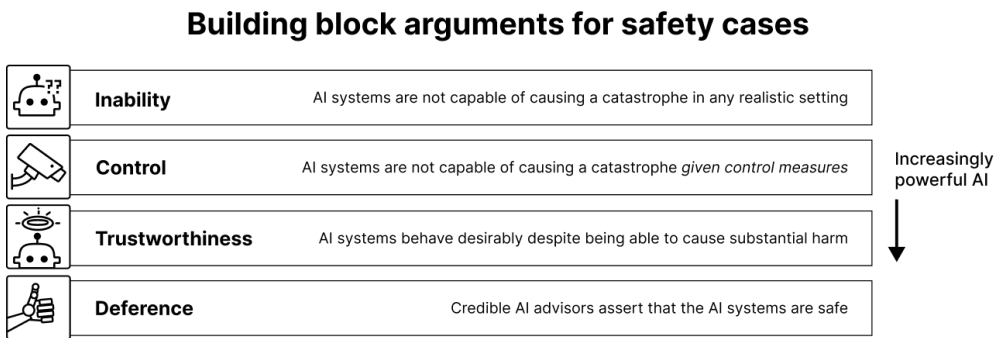 Building block arguments for safety cases
??
Inability AI systems are not capable of causing a catastrophe in any realistic setting
Control AI systems are not capable of causing a catastrophe given control measures
Increasingly
powerful AI
Trustworthiness AI systems behave desirably despite being able to cause substantial harm
Deference Credible AI advisors assert that the AI systems are safe